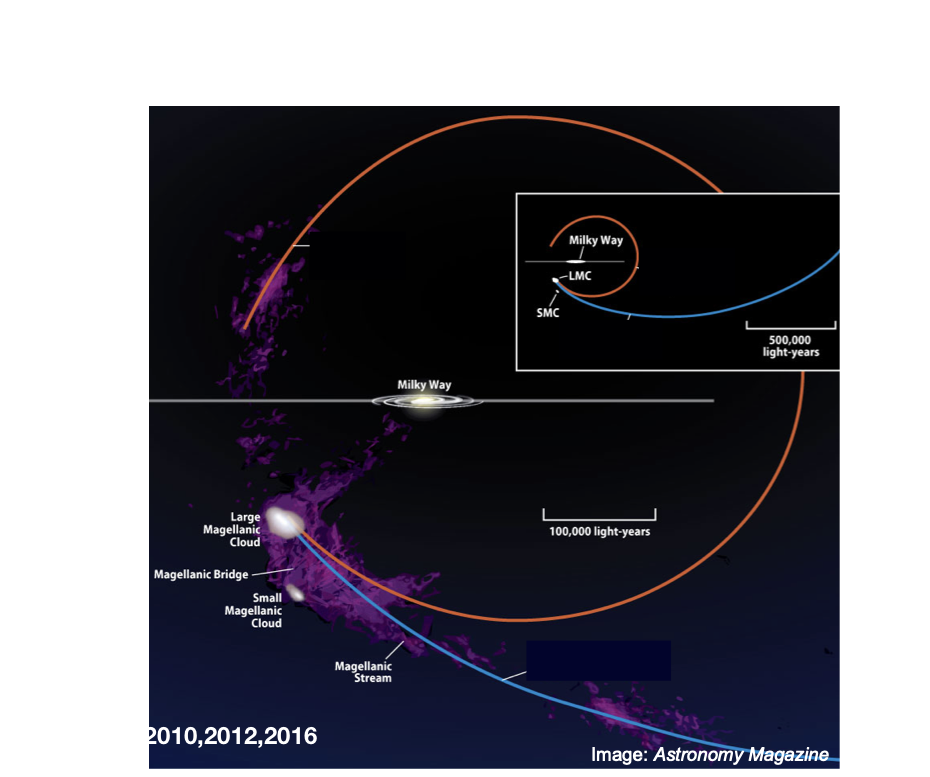 Milky Way
LMC
SMC
500,000
light-years
Milky Way
100,000 light-years
Large
Magellanic
Cloud
Magellanic Bridge
Small
Magellanic
Cloud
Magellanic
Stream
2010,2012,2016
Image: Astronomy Magazine